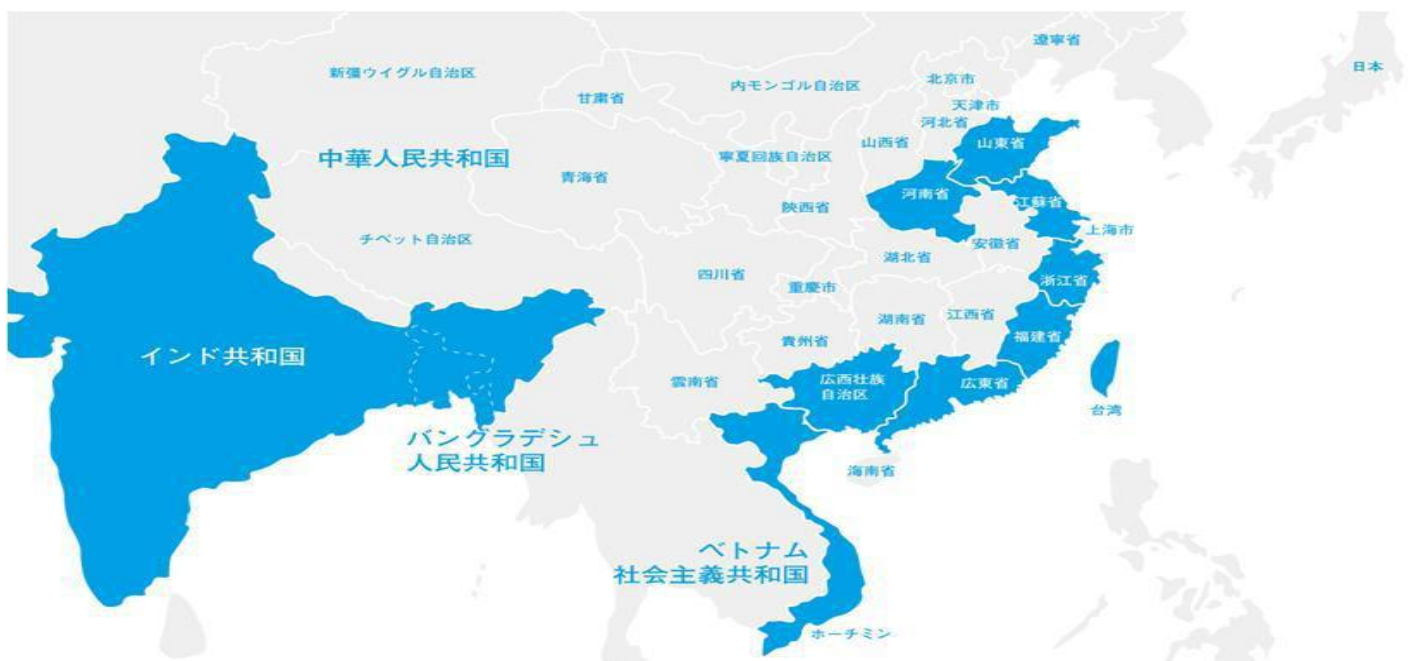 遼寧省
日本
新彊ウイグル自治区
北京市
内モンゴル自治区
甘粛省
天津市
河北省
山西省
山東省
中華人民共和国
寧夏回族自治区
青海省
河南省
陝西省
江蘇省
上海市
チベット自治区
安徽省
湖北省
四川省
重慶市
浙江省
湖南省
江西省
福建省
貴州省
インド共和国
雲南省
広西壮族
自治区
広東省
台湾
バングラデシュ
人民共和国
海南省
ベトナム
社会主義共和国
ホーチミン